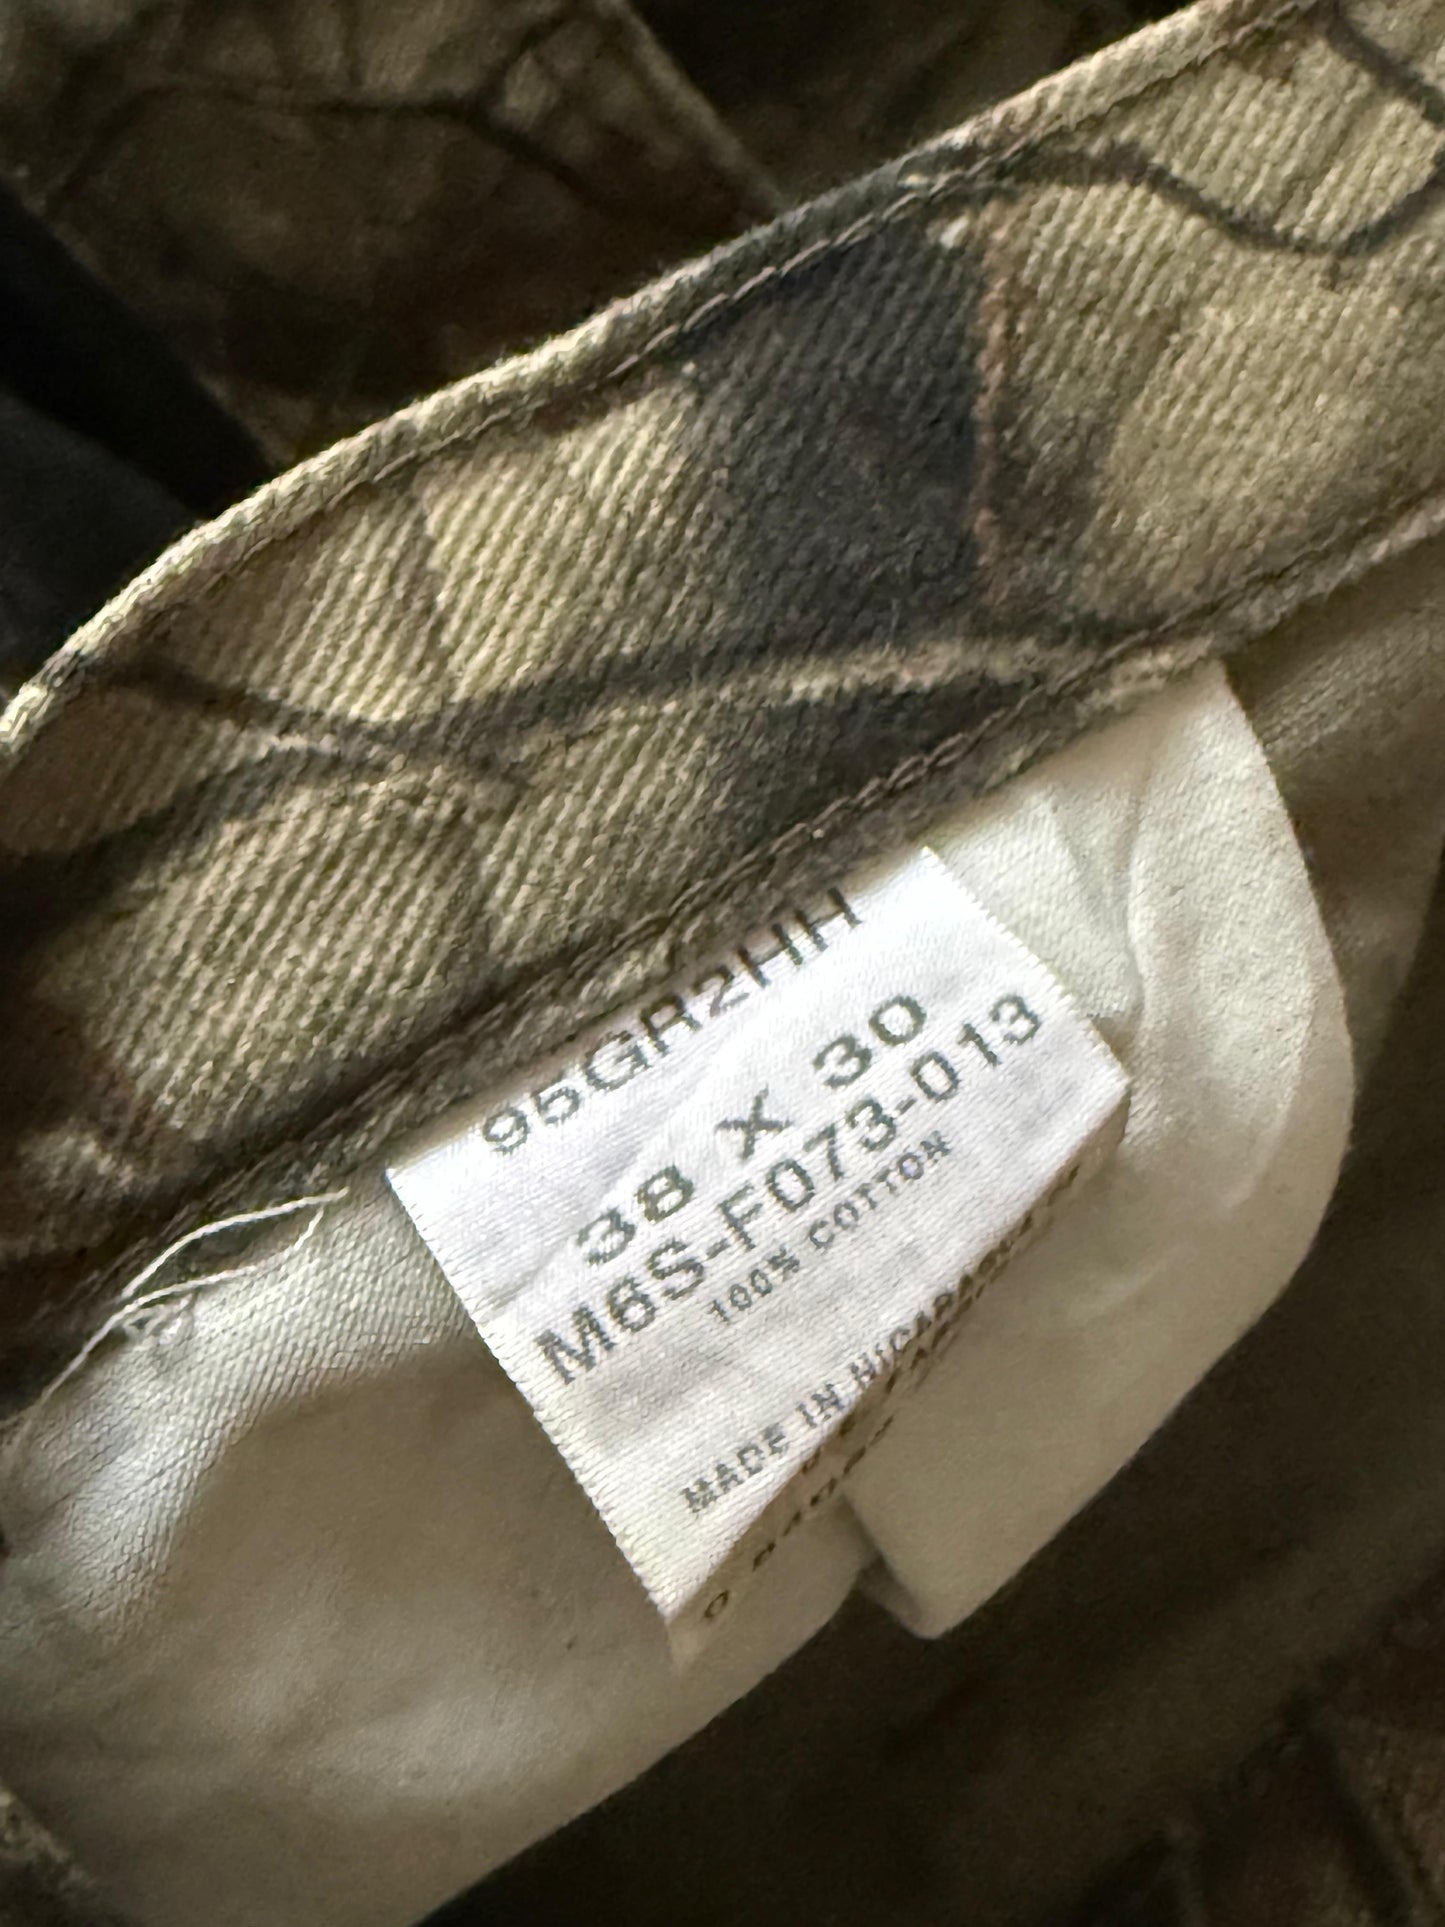 95GR2HH
38 X 30
M6S-F073-013
100% COTTON
MADE IN NICARAGUA